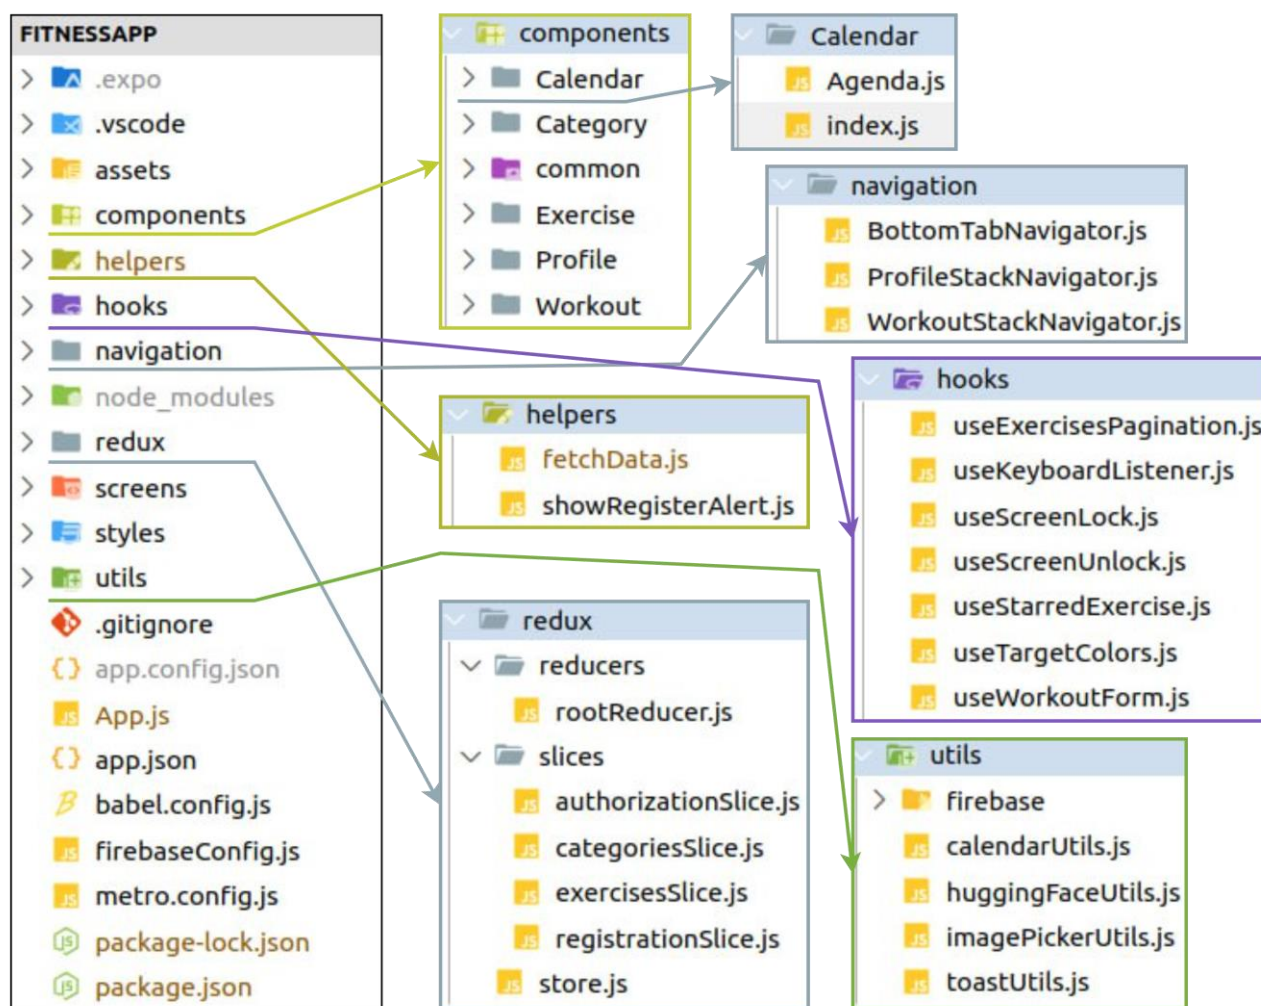 FITNESSAPP
.expo
.vscode
assets
components
helpers
hooks
navigation
node_modules
redux
screens
styles
utils
.gitignore
app.config.json
App.js
app.json
babel.config.js
firebaseConfig.js
metro.config.js
package-lock.json
package.json
components
Calendar
Category
common
Exercise
Profile
Workout
Calendar
Agenda.js
index.js
navigation
BottomTabNavigator.js
ProfileStackNavigator.js
WorkoutStackNavigator.js
helpers
fetchData.js
showRegisterAlert.js
hooks
useExercisesPagination.js
useKeyboardListener.js
useScreenLock.js
useScreenUnlock.js
useStarredExercise.js
useTargetColors.js
useWorkoutForm.js
redux
reducers
rootReducer.js
slices
authorizationSlice.js
categoriesSlice.js
exercisesSlice.js
registrationSlice.js
store.js
utils
firebase
calendarUtils.js
huggingFaceUtils.js
imagePickerUtils.js
toastUtils.js